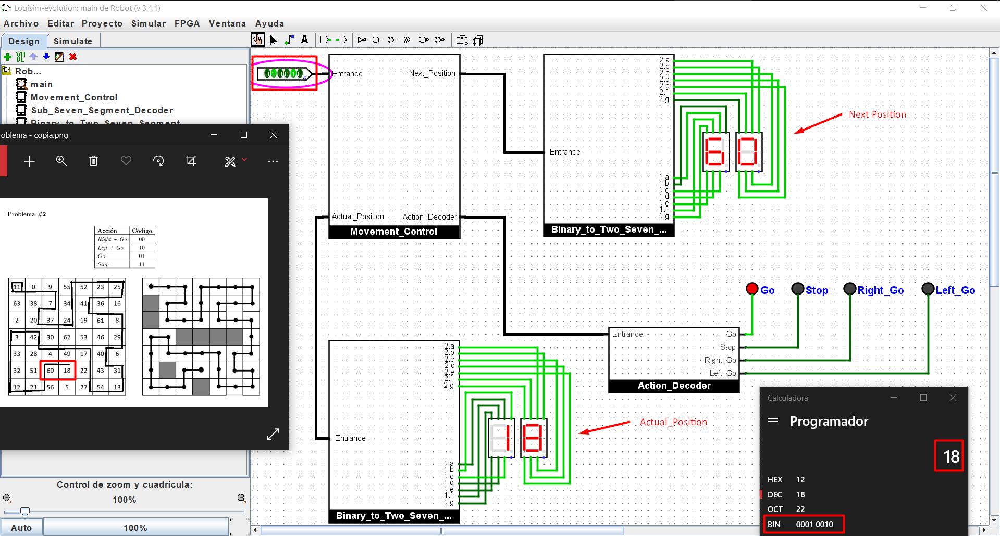 Logisim-evolution: main de Robot (v 3.4.1)
Archivo Editar Proyecto Simular FPGA Ventana Ayuda
Design Simulate
A
Rob...
main
Movement_Control
Sub_Seven_Segment_Decoder
Binary_to_Two_Seven_Segment
roblema - copia.png
Problema #2
Acción Código
Right + Go 00
Left + Go 10
Go 01
Stop 11
11 0 9 55 52 23 25
63 38 7 34 41 36 16
2 20 37 24 19 61 8
3 42 30 62 53 46 29
33 28 4 49 17 40 6
32 51 60 18 22 43 31
12 21 56 5 27 54 13
Control de zoom y cuadrícula:
100%
Auto 100%
010010b
Entrance Next_Position
Actual_Position Action_Decoder
Movement_Control
2.a
2.b
2.c
2.d
2.e
2.f
2.g
Entrance
1.a
1.b
1.c
1.d
1.e
1.f
1.g
Binary_to_Two_Seven_...
60
Next Position
Go Stop Right_Go Left_Go
Entrance Go
Stop
Right_Go
Left_Go
Action_Decoder
2.a
2.b
2.c
2.d
2.e
2.f
2.g
Entrance
1.a
1.b
1.c
1.d
1.e
1.f
1.g
Binary_to_Two_Seven_...
18
Actual_Position
Calculadora
Programador
18
HEX 12
DEC 18
OCT 22
BIN 0001 0010